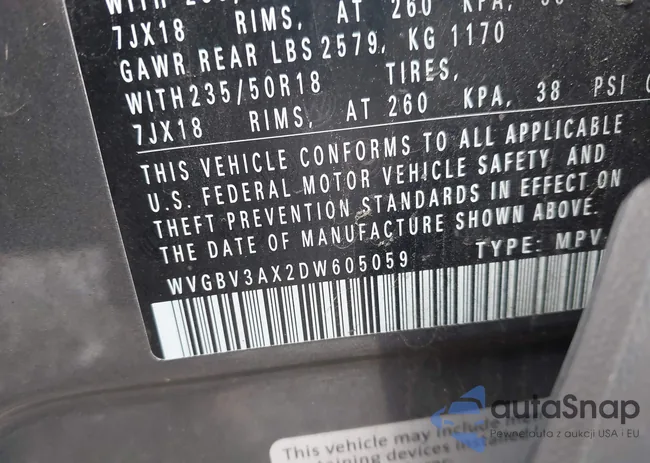 WITH
7JX18 RIMS, AT 260 KPA,
GAWR REAR LBS 2579, KG 1170
WITH235/50R18 TIRES,
7JX18 RIMS, AT 260 KPA, 38 PSI
THIS VEHICLE CONFORMS TO ALL APPLICABLE
U.S. FEDERAL MOTOR VEHICLE SAFETY, AND
THEFT PREVENTION STANDARDS IN EFFECT ON
THE DATE OF MANUFACTURE SHOWN ABOVE.
WVGBV3AX2DW605059 TYPE: MPV
autoSnap
Pewne auta z aukcji USA i EU
This vehicle may include
devices